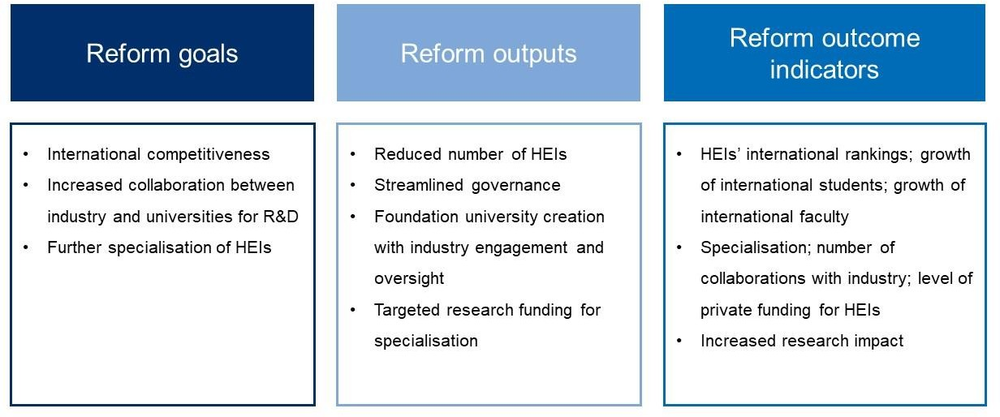 Reform goals
• International competitiveness
• Increased collaboration between
industry and universities for R&D
• Further specialisation of HEIs
Reform outputs
• Reduced number of HEIs
• Streamlined governance
• Foundation university creation
with industry engagement and
oversight
• Targeted research funding for
specialisation
Reform outcome
indicators
• HEIs’ international rankings; growth
of international students; growth of
international faculty
• Specialisation; number of
collaborations with industry; level of
private funding for HEIs
• Increased research impact